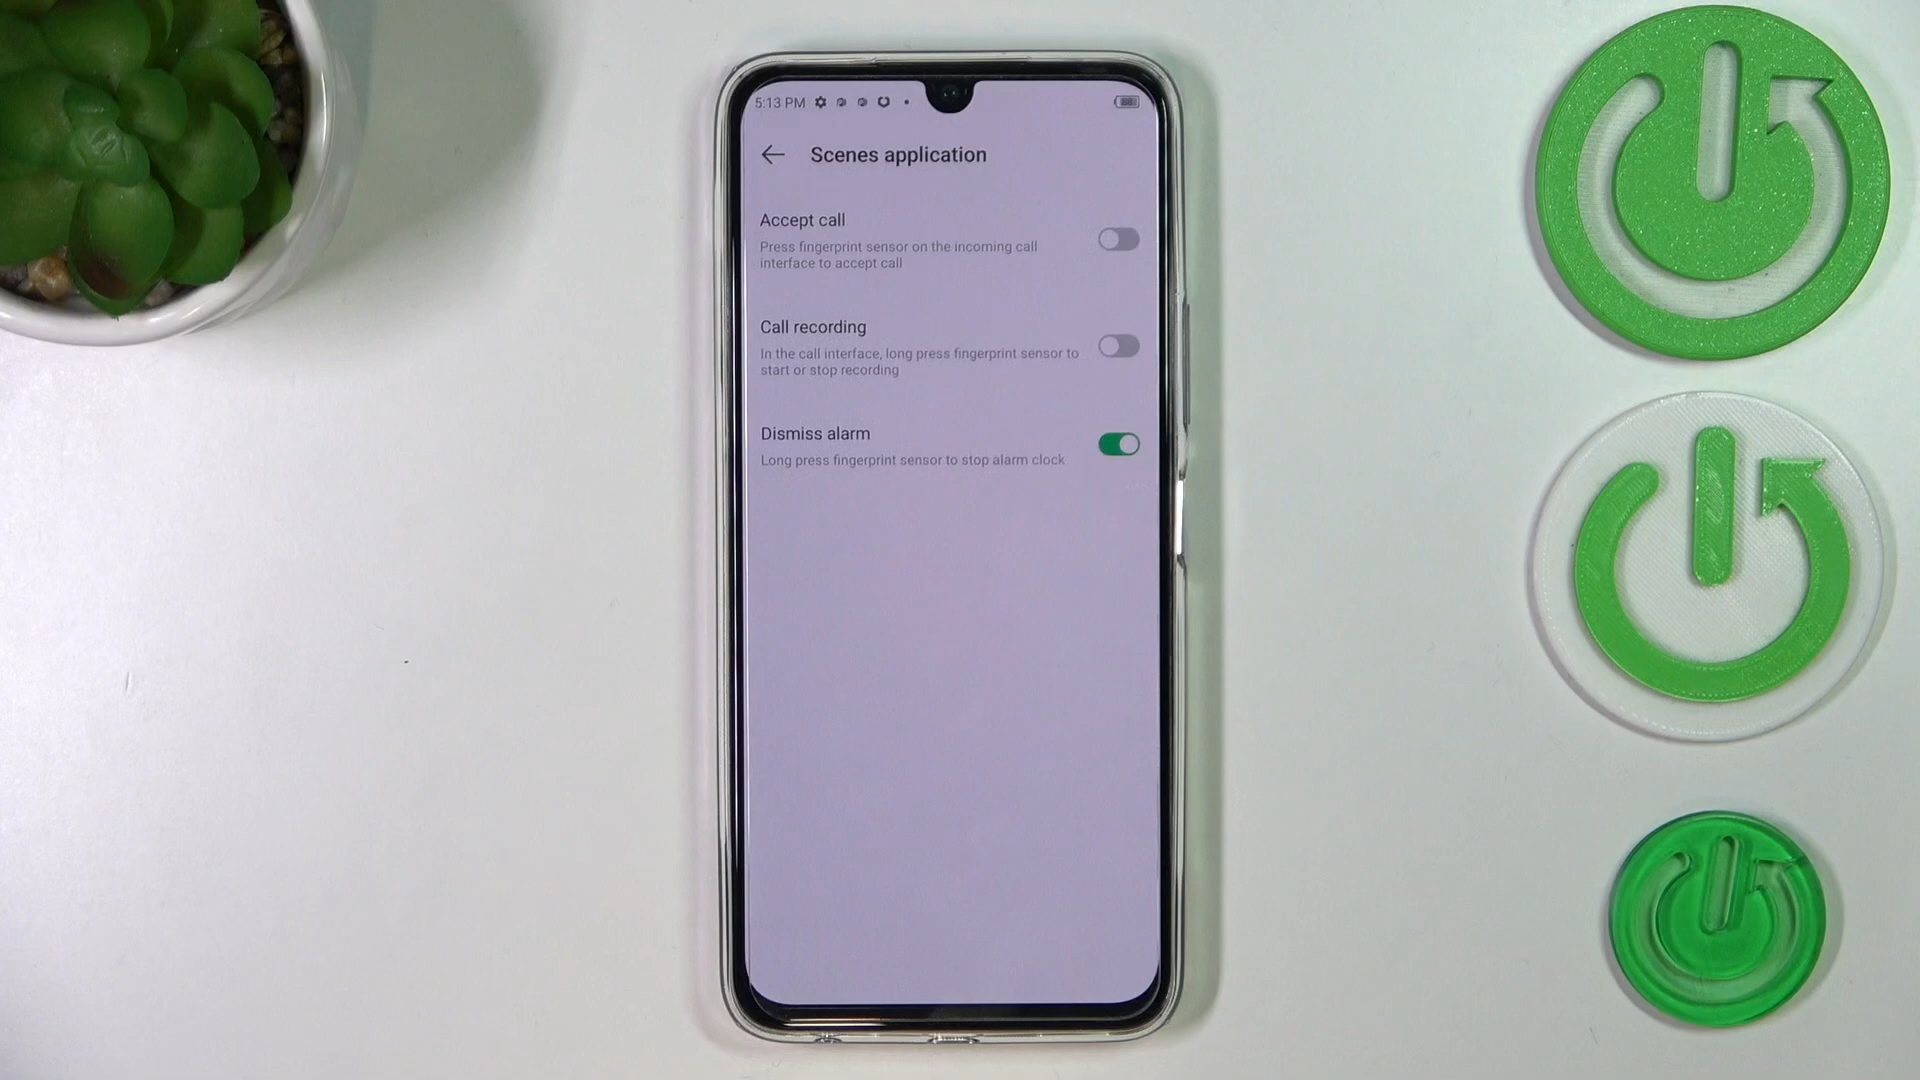 5:13 PM
Scenes application
Accept call
Press fingerprint sensor on the incoming call
interface to accept call
Call recording
In the call interface, long press fingerprint sensor to
start or stop recording
Dismiss alarm
Long press fingerprint sensor to stop alarm clock